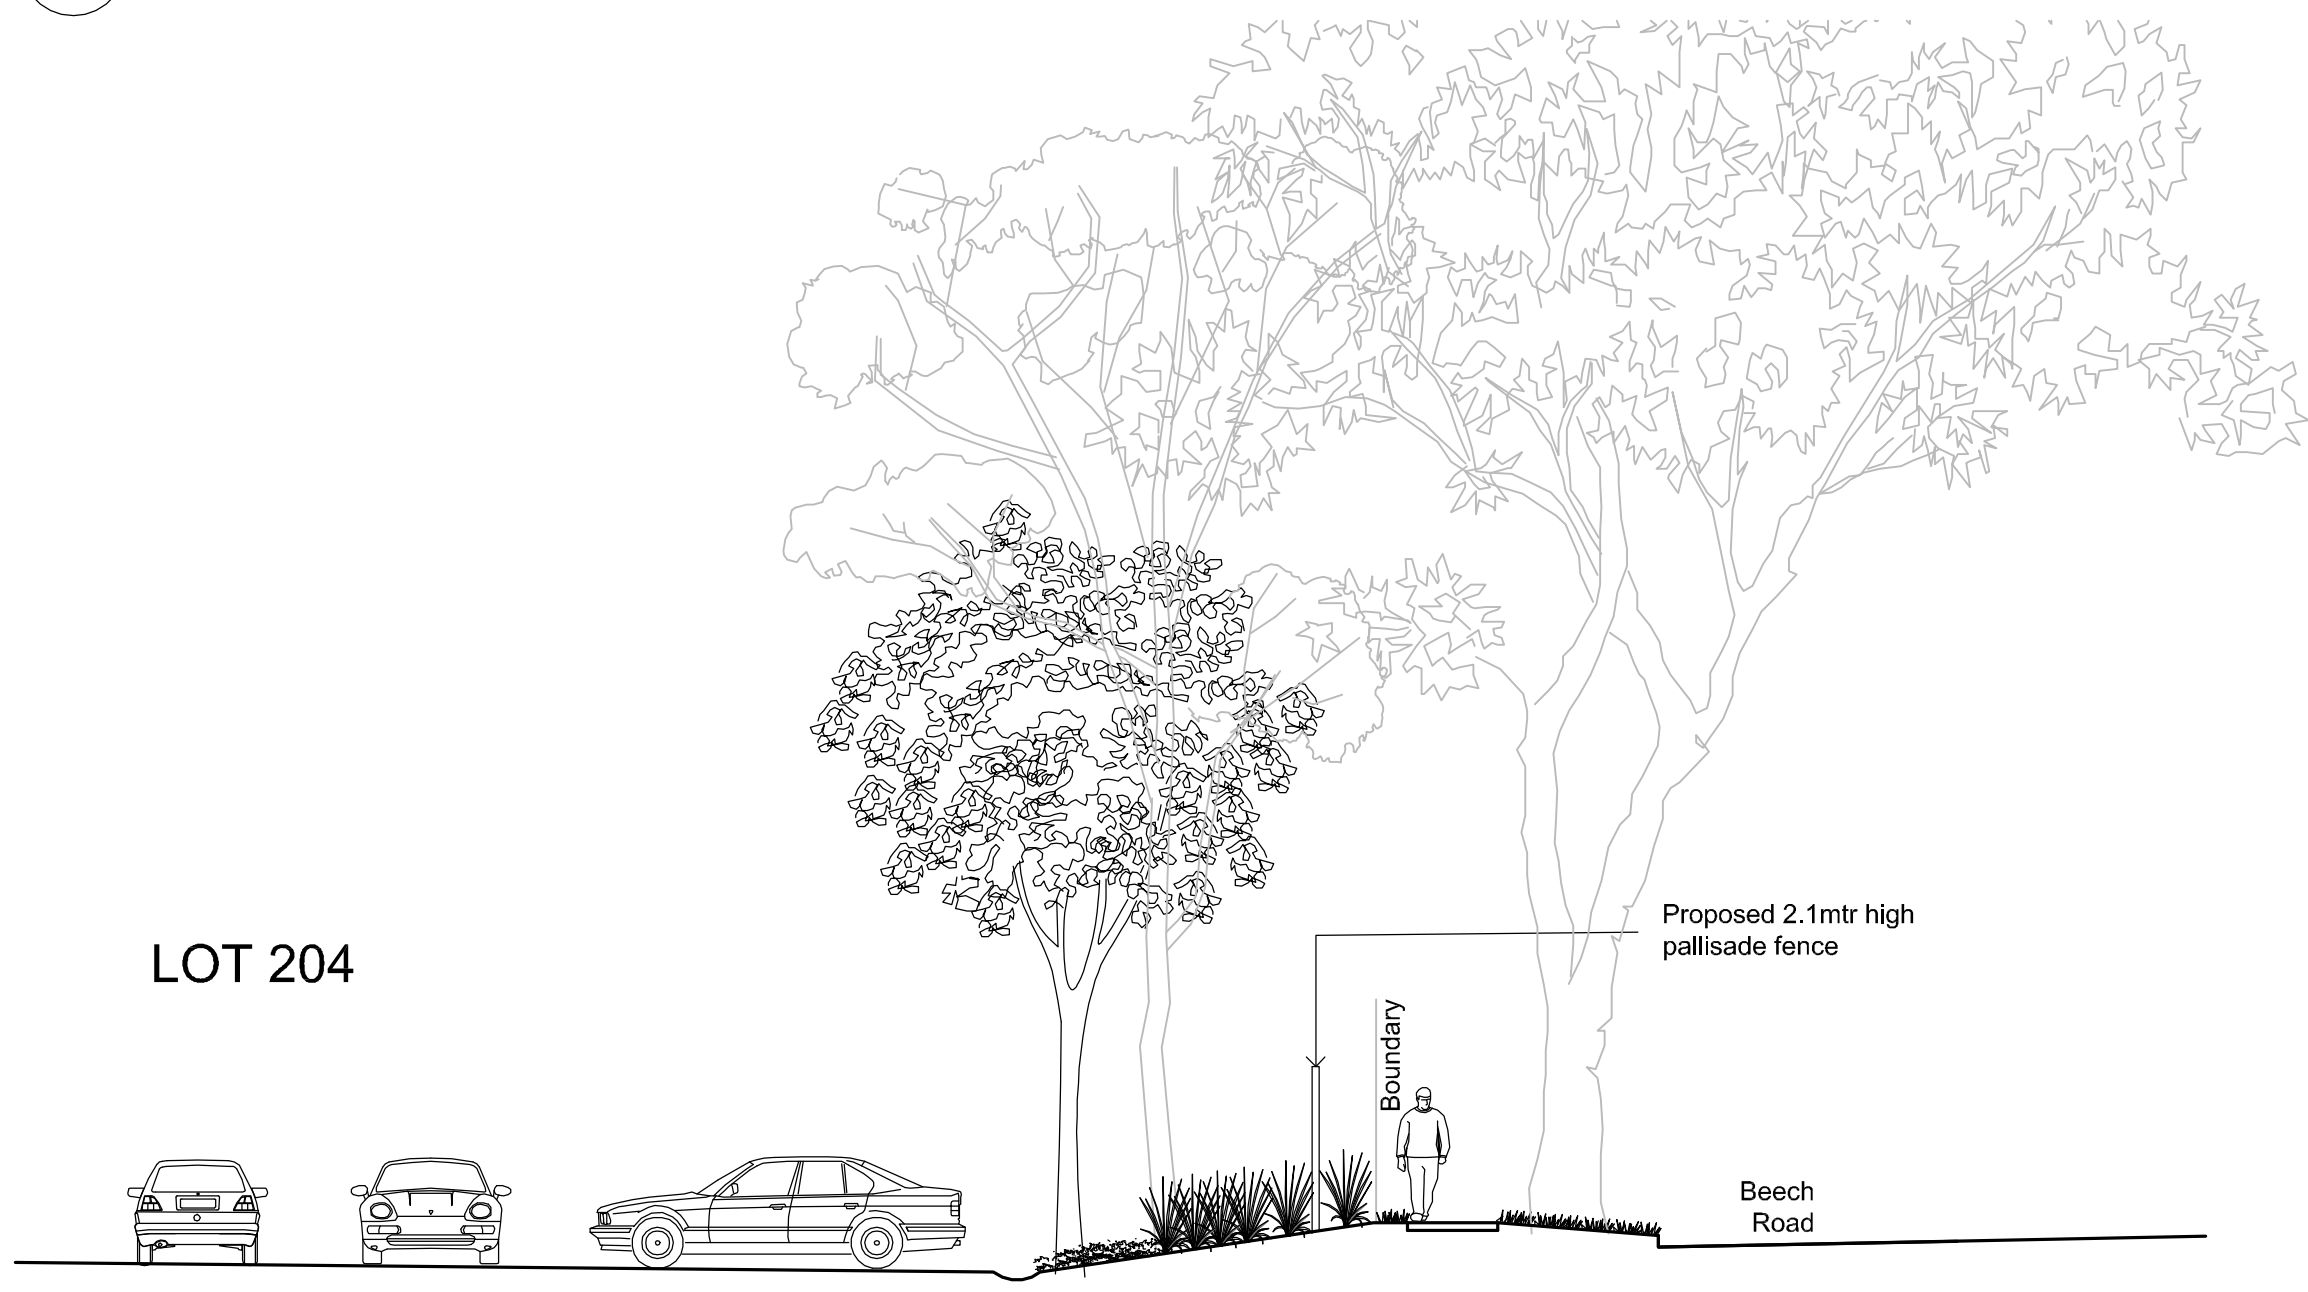 Proposed 2.1mtr high
pallisade fence
LOT 204
Boundary
Beech
Road